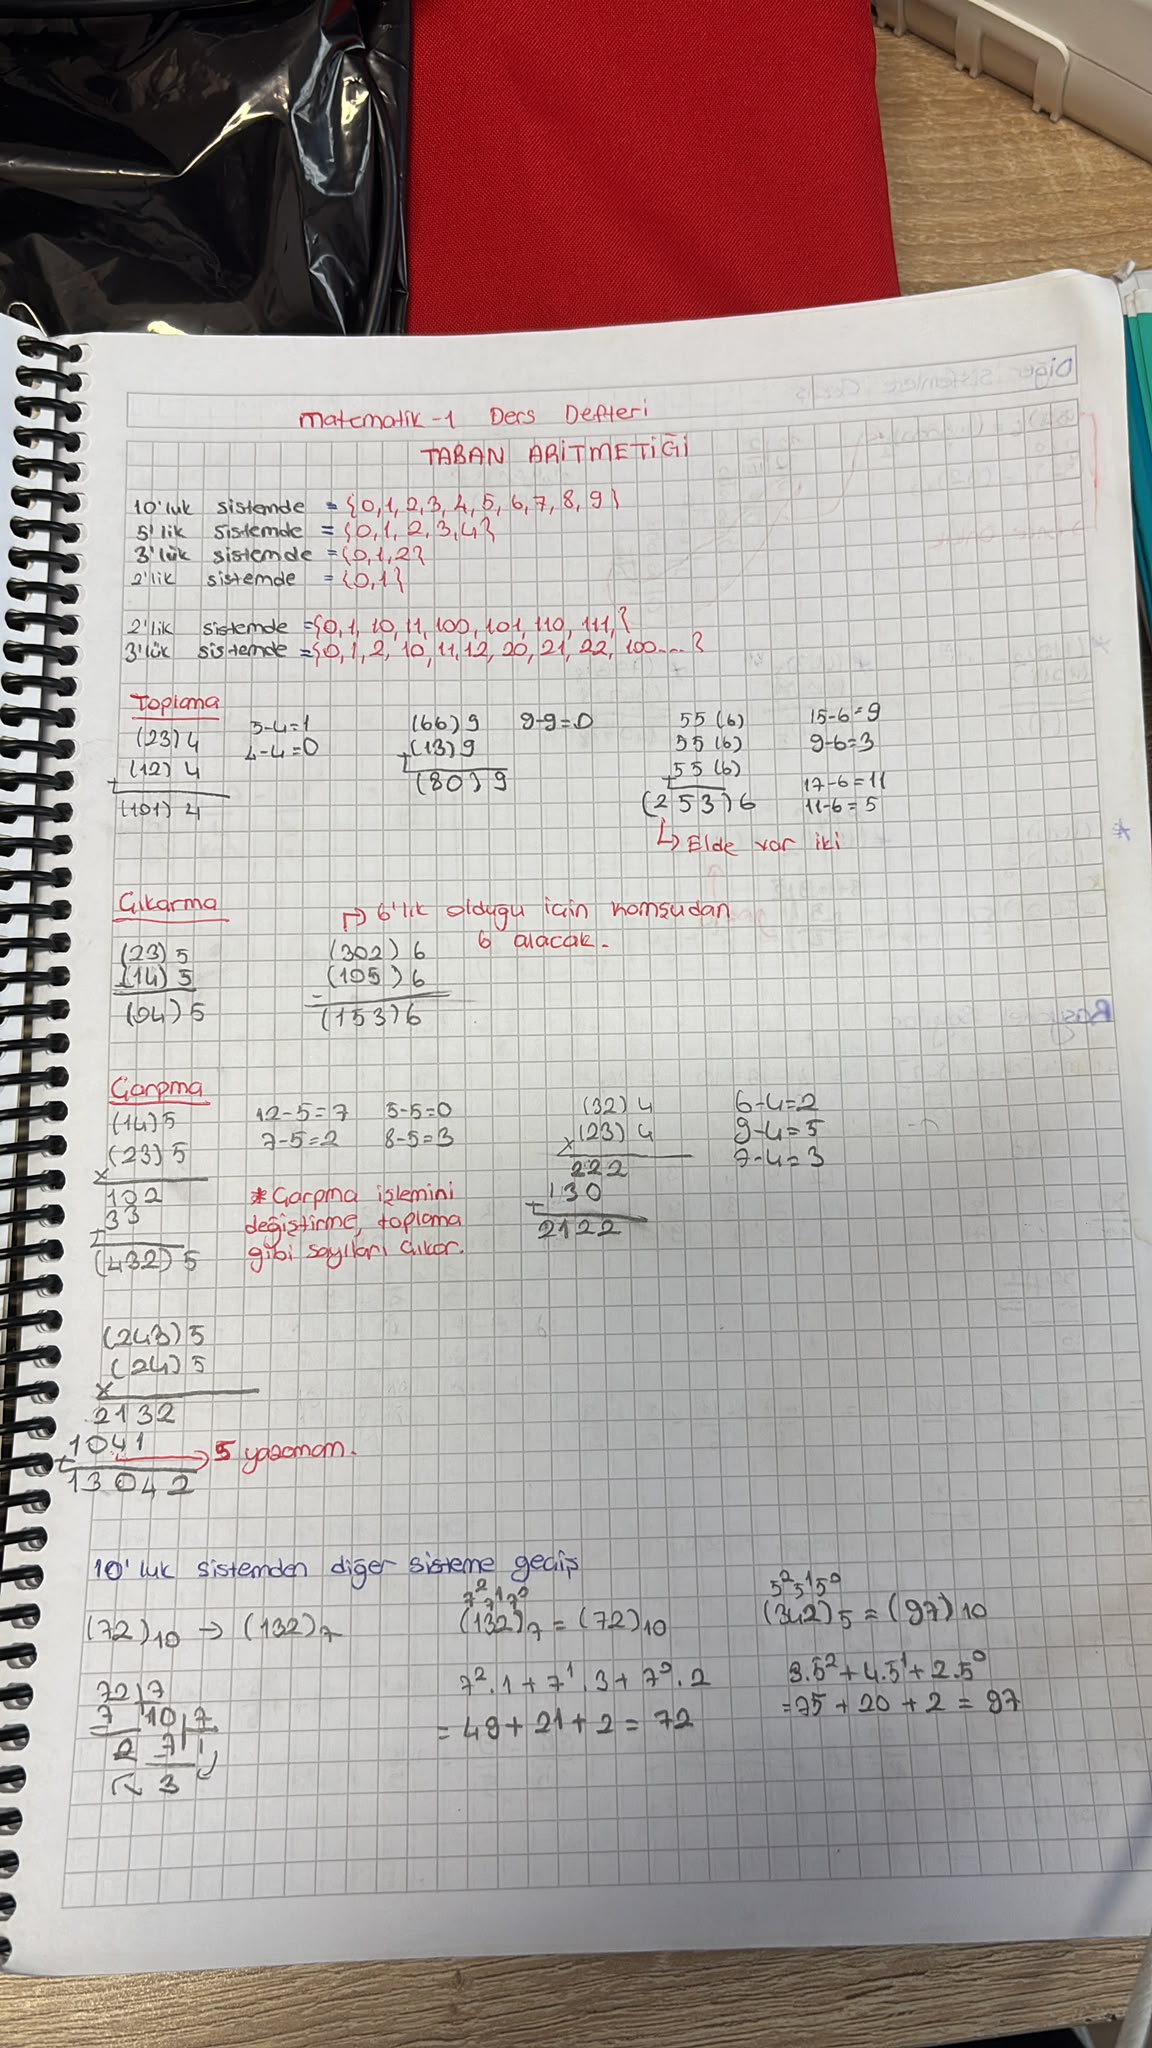 Matematik-1 Ders Defteri
TABAN ARİTMETİĞİ
10'luk sistemde = {0,1,2,3,4,5,6,7,8,9}
5'lik sistemde = {0,1,2,3,4}
3'lük sistemde = {0,1,2}
2'lik sistemde = {0,1}
2'lik sistemde = {0,1,10,11,100,101,110,111,}
3'lük sistemde = {0,1,2,10,11,12,20,21,22,100....}
Toplama
(23)4
+ (12)4
(101)4
5-4=1
4-4=0
(66)9
+ (13)9
(80)9
9-9=0
55(6)
55(6)
+ 55(6)
(253)6
↳ Elde var iki
15-6=9
9-6=3
17-6=11
11-6=5
Çıkarma
(23)5
- (14)5
(04)5
↱ 6'lık olduğu için komşudan
6 alacak.
(302)6
- (105)6
(153)6
Çarpma
(14)5
x (23)5
102
+ 33
(432)5
12-5=7
7-5=2
5-5=0
8-5=3
* Çarpma işlemini
değiştirme, toplama
gibi sayıları çıkar.
(32)4
x (23)4
222
+ 130
2122
6-4=2
9-4=5
7-4=3
(243)5
x (24)5
2132
+ 1041 → 5 yazamam.
13042
10'luk sistemden diğer sisteme geçiş
(72)₁₀ → (132)₇
72 7
7 10 7
2 7 1
3
7² 7¹ 7⁰
(132)₇ = (72)₁₀
7².1 + 7¹.3 + 7⁰.2
= 49 + 21 + 2 = 72
5² 5¹ 5⁰
(342)₅ = (97)₁₀
3.5² + 4.5¹ + 2.5⁰
= 75 + 20 + 2 = 97